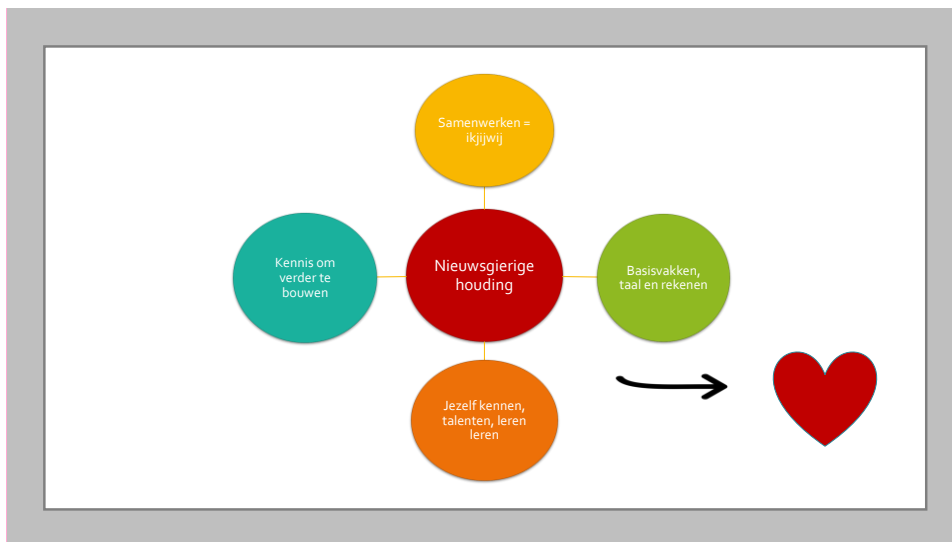 Samenwerken =
ikjijwij
Kennis om
verder te
bouwen
Nieuwsgierige
houding
Basisvakken,
taal en rekenen
Jezelf kennen,
talenten, leren
leren